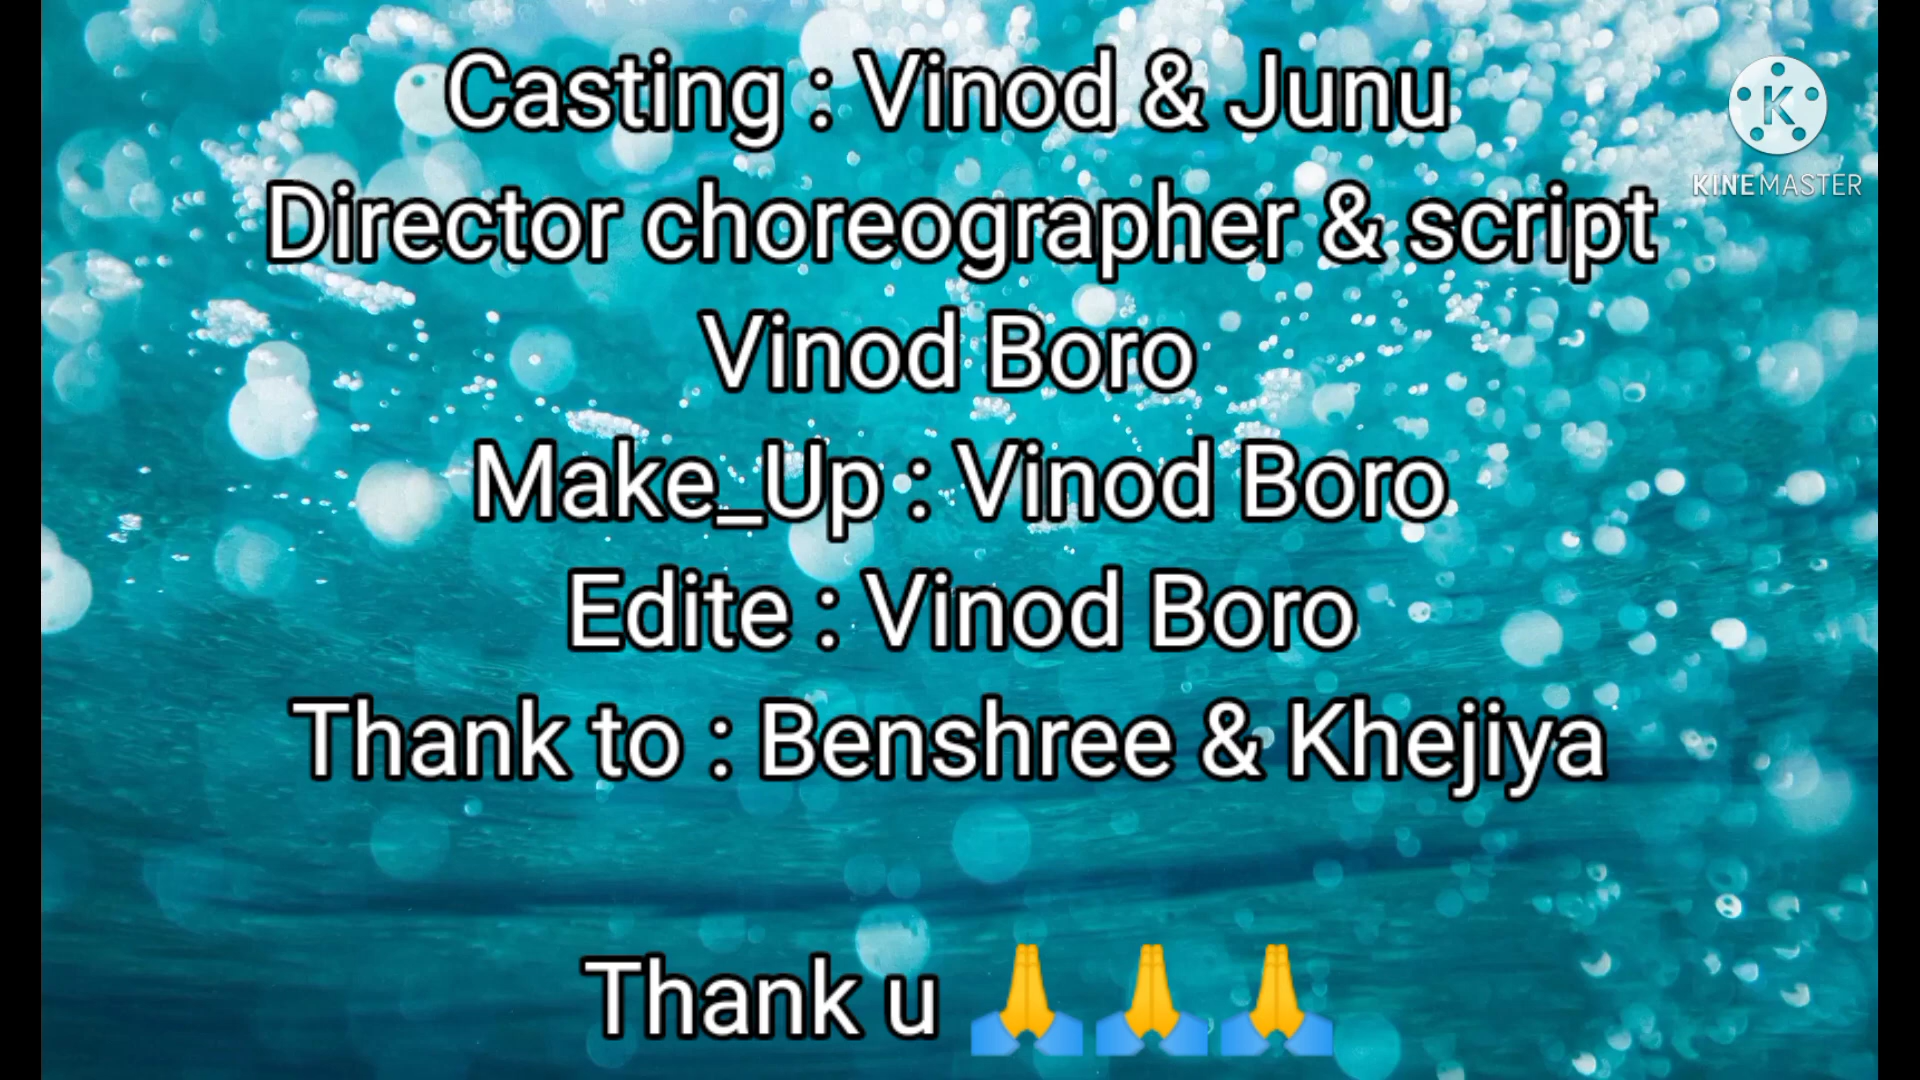 Casting : Vinod & Junu
K
KINEMASTER
Director choreographer & script
Vinod Boro
Make_Up : Vinod Boro
Edite : Vinod Boro
Thank to : Benshree & Khejiya
Thank u 🙏🙏🙏